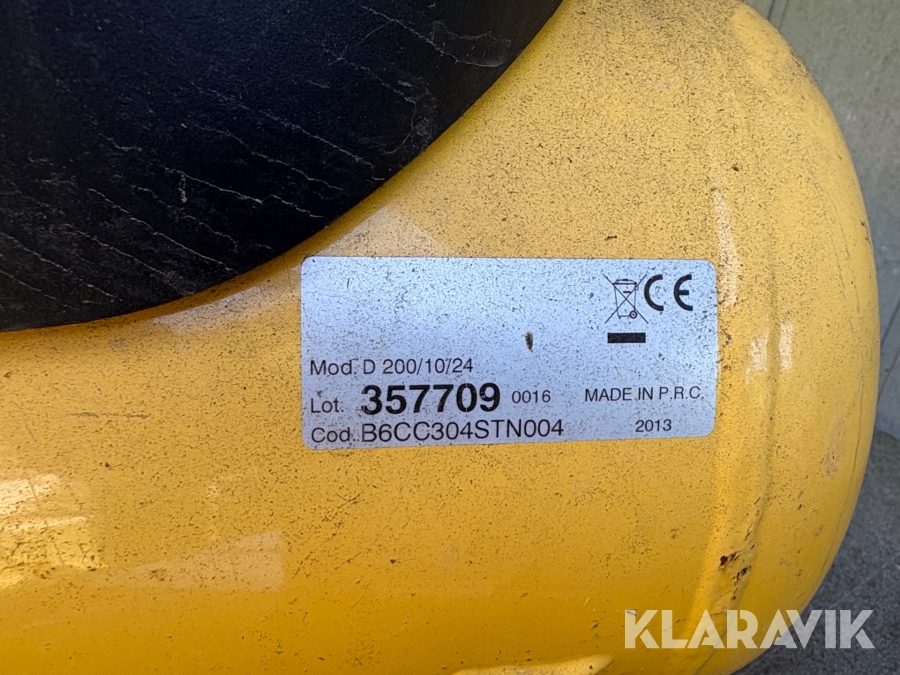 CE
Mod. D 200/10/24
Lot. 357709 0016 MADE IN P.R.C.
Cod. B6CC304STN004 2013
KLARAVIK